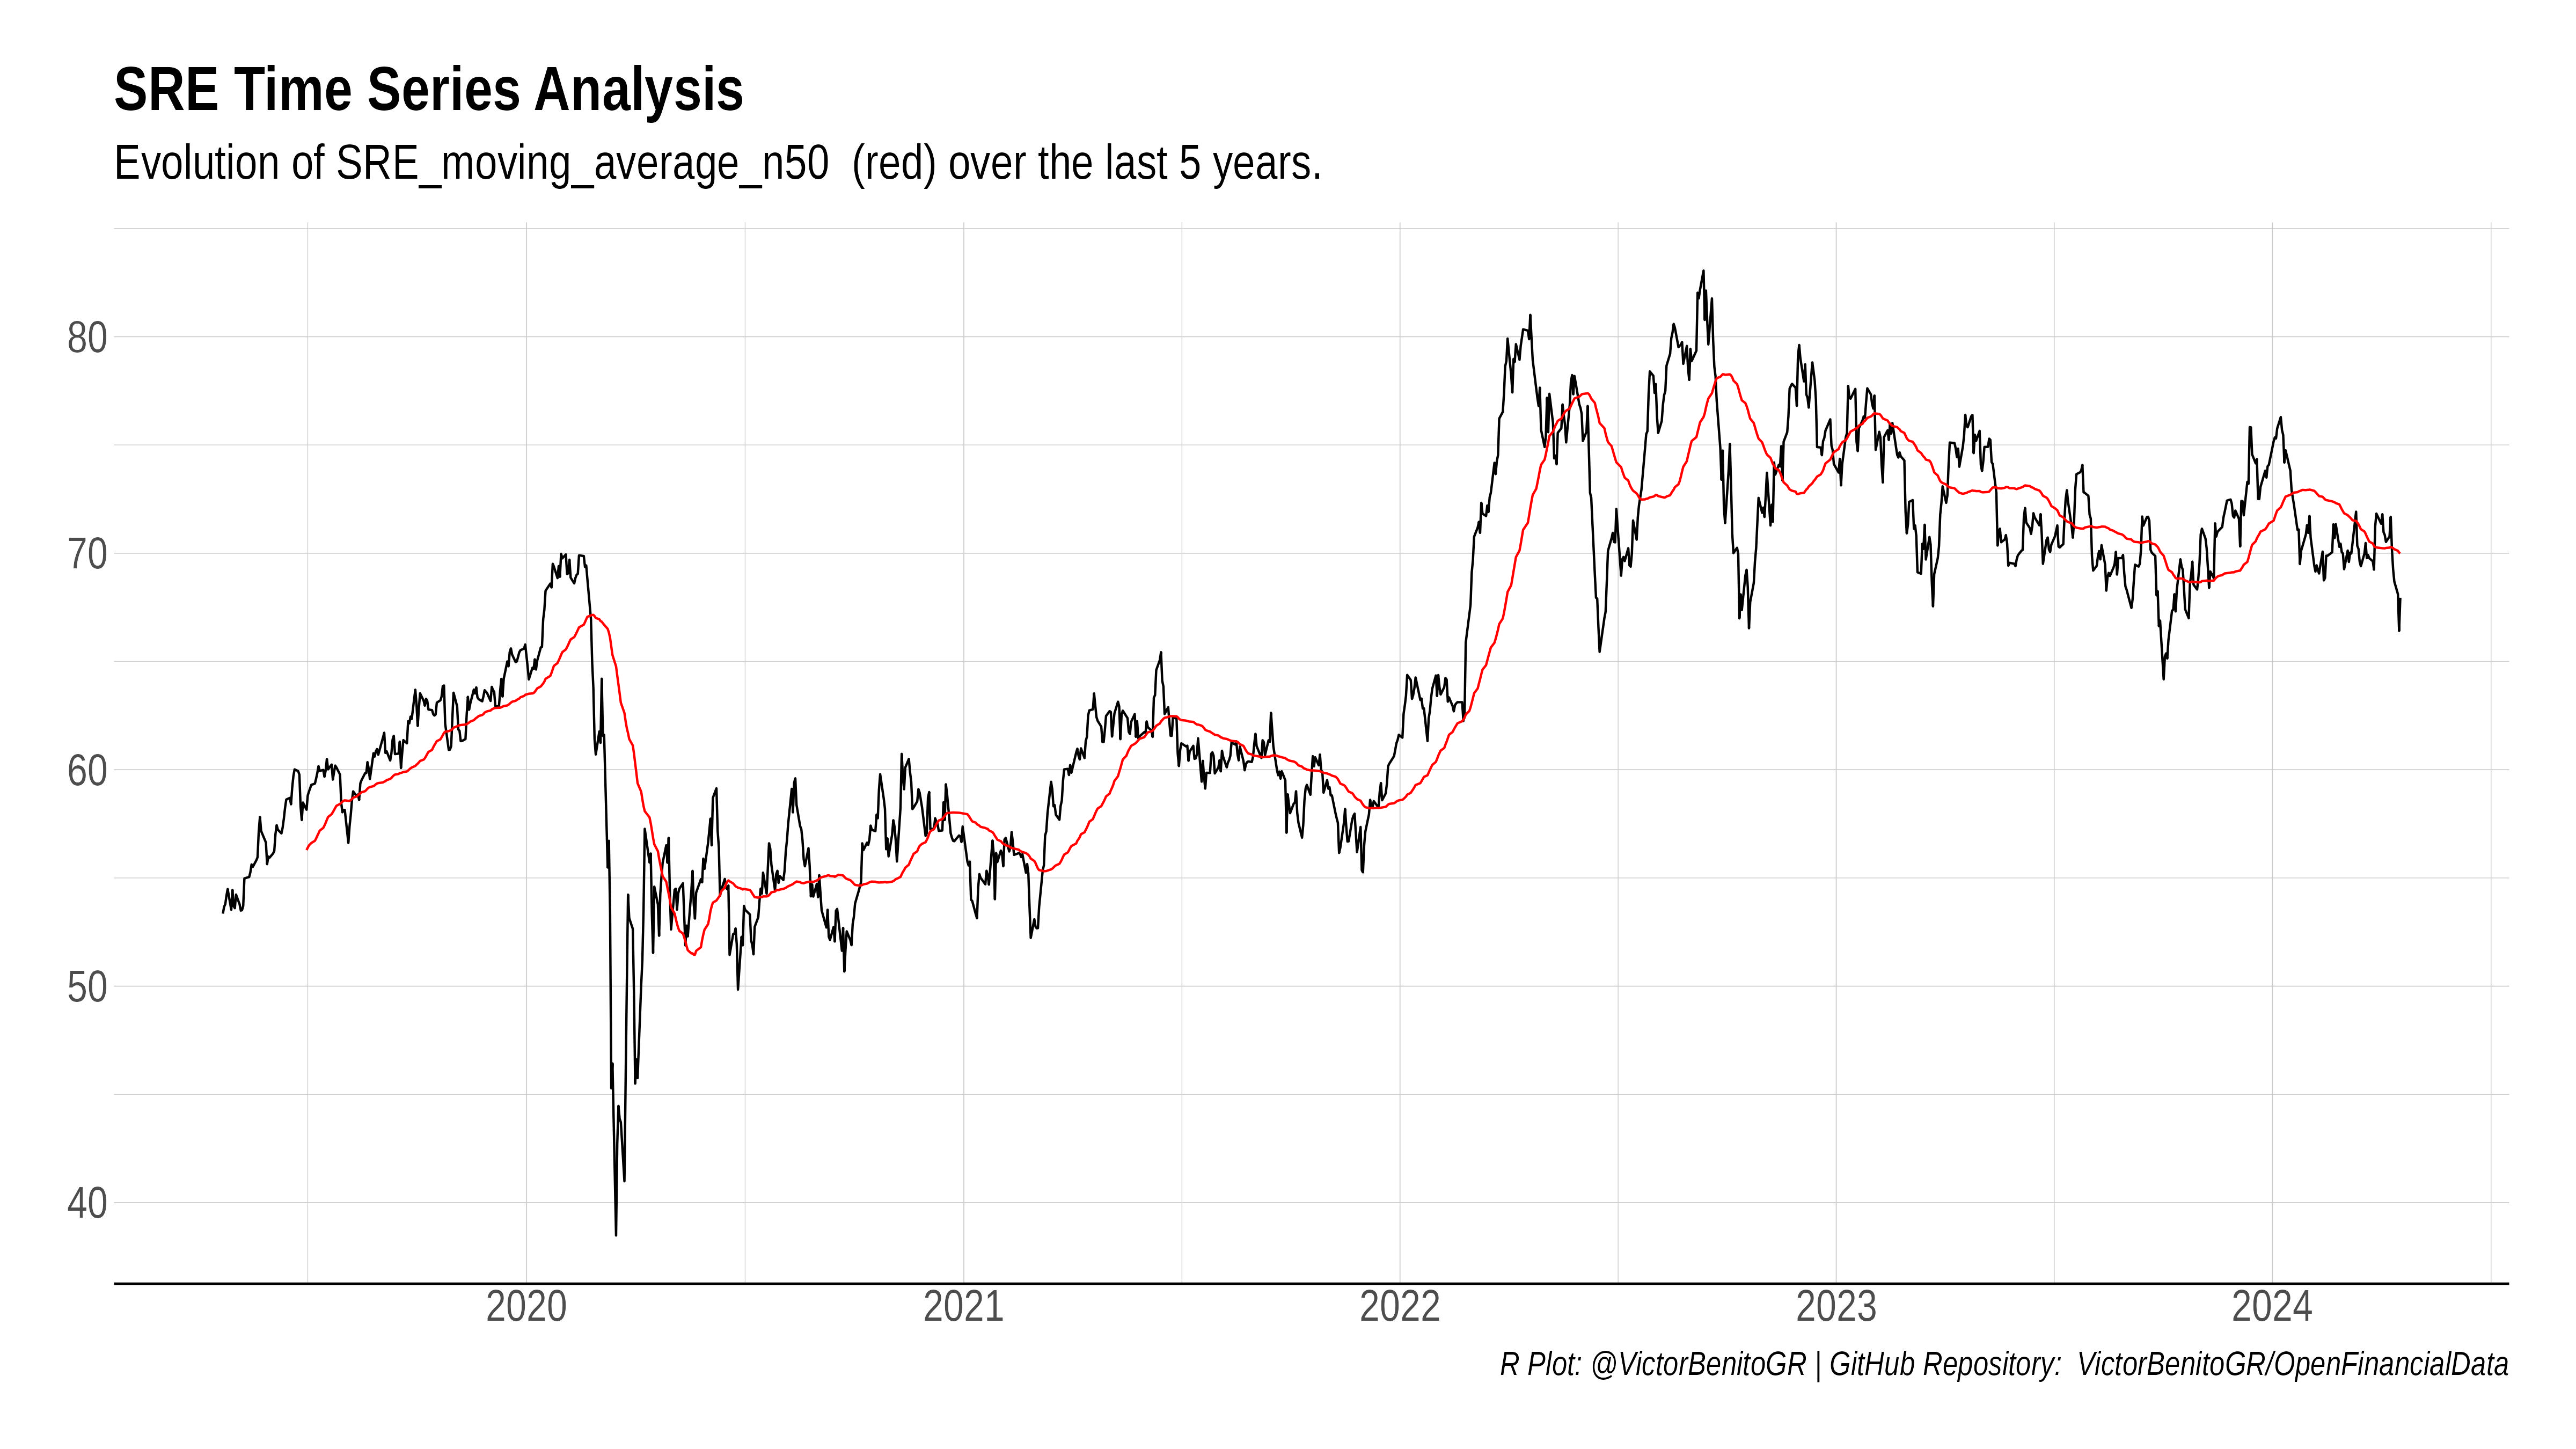 SRE Time Series Analysis
Evolution of SRE_moving_average_n50  (red) over the last 5 years.
80
70
60
50
40
2020 2021 2022 2023 2024
R Plot: @VictorBenitoGR | GitHub Repository:  VictorBenitoGR/OpenFinancialData